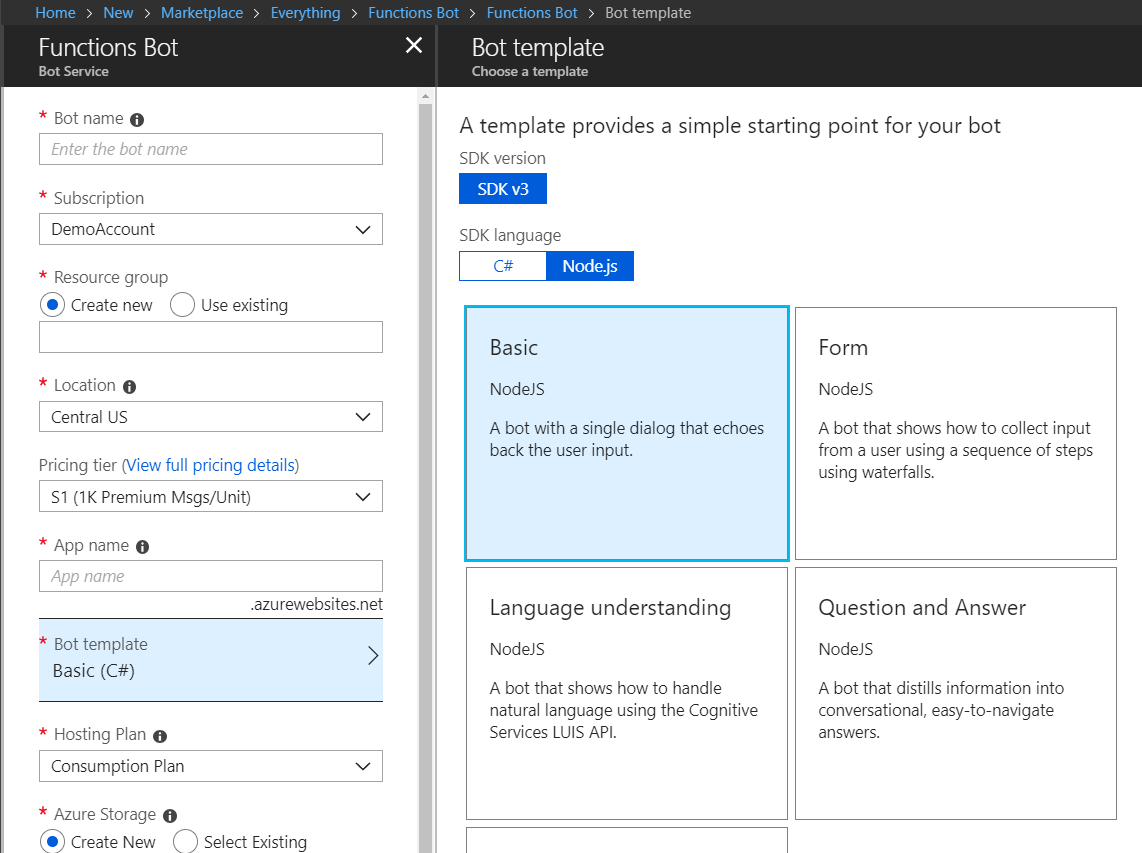 Home > New > Marketplace > Everything > Functions Bot > Functions Bot > Bot template
Functions Bot
Bot Service
* Bot name
Enter the bot name
* Subscription
DemoAccount
* Resource group
Create new Use existing
* Location
Central US
Pricing tier (View full pricing details)
S1 (1K Premium Msgs/Unit)
* App name
App name
.azurewebsites.net
* Bot template
Basic (C#)
* Hosting Plan
Consumption Plan
* Azure Storage
Create New Select Existing
Bot template
Choose a template
A template provides a simple starting point for your bot
SDK version
SDK v3
SDK language
C# Node.js
Basic
NodeJS
A bot with a single dialog that echoes
back the user input.
Form
NodeJS
A bot that shows how to collect input
from a user using a sequence of steps
using waterfalls.
Language understanding
NodeJS
A bot that shows how to handle
natural language using the Cognitive
Services LUIS API.
Question and Answer
NodeJS
A bot that distills information into
conversational, easy-to-navigate
answers.